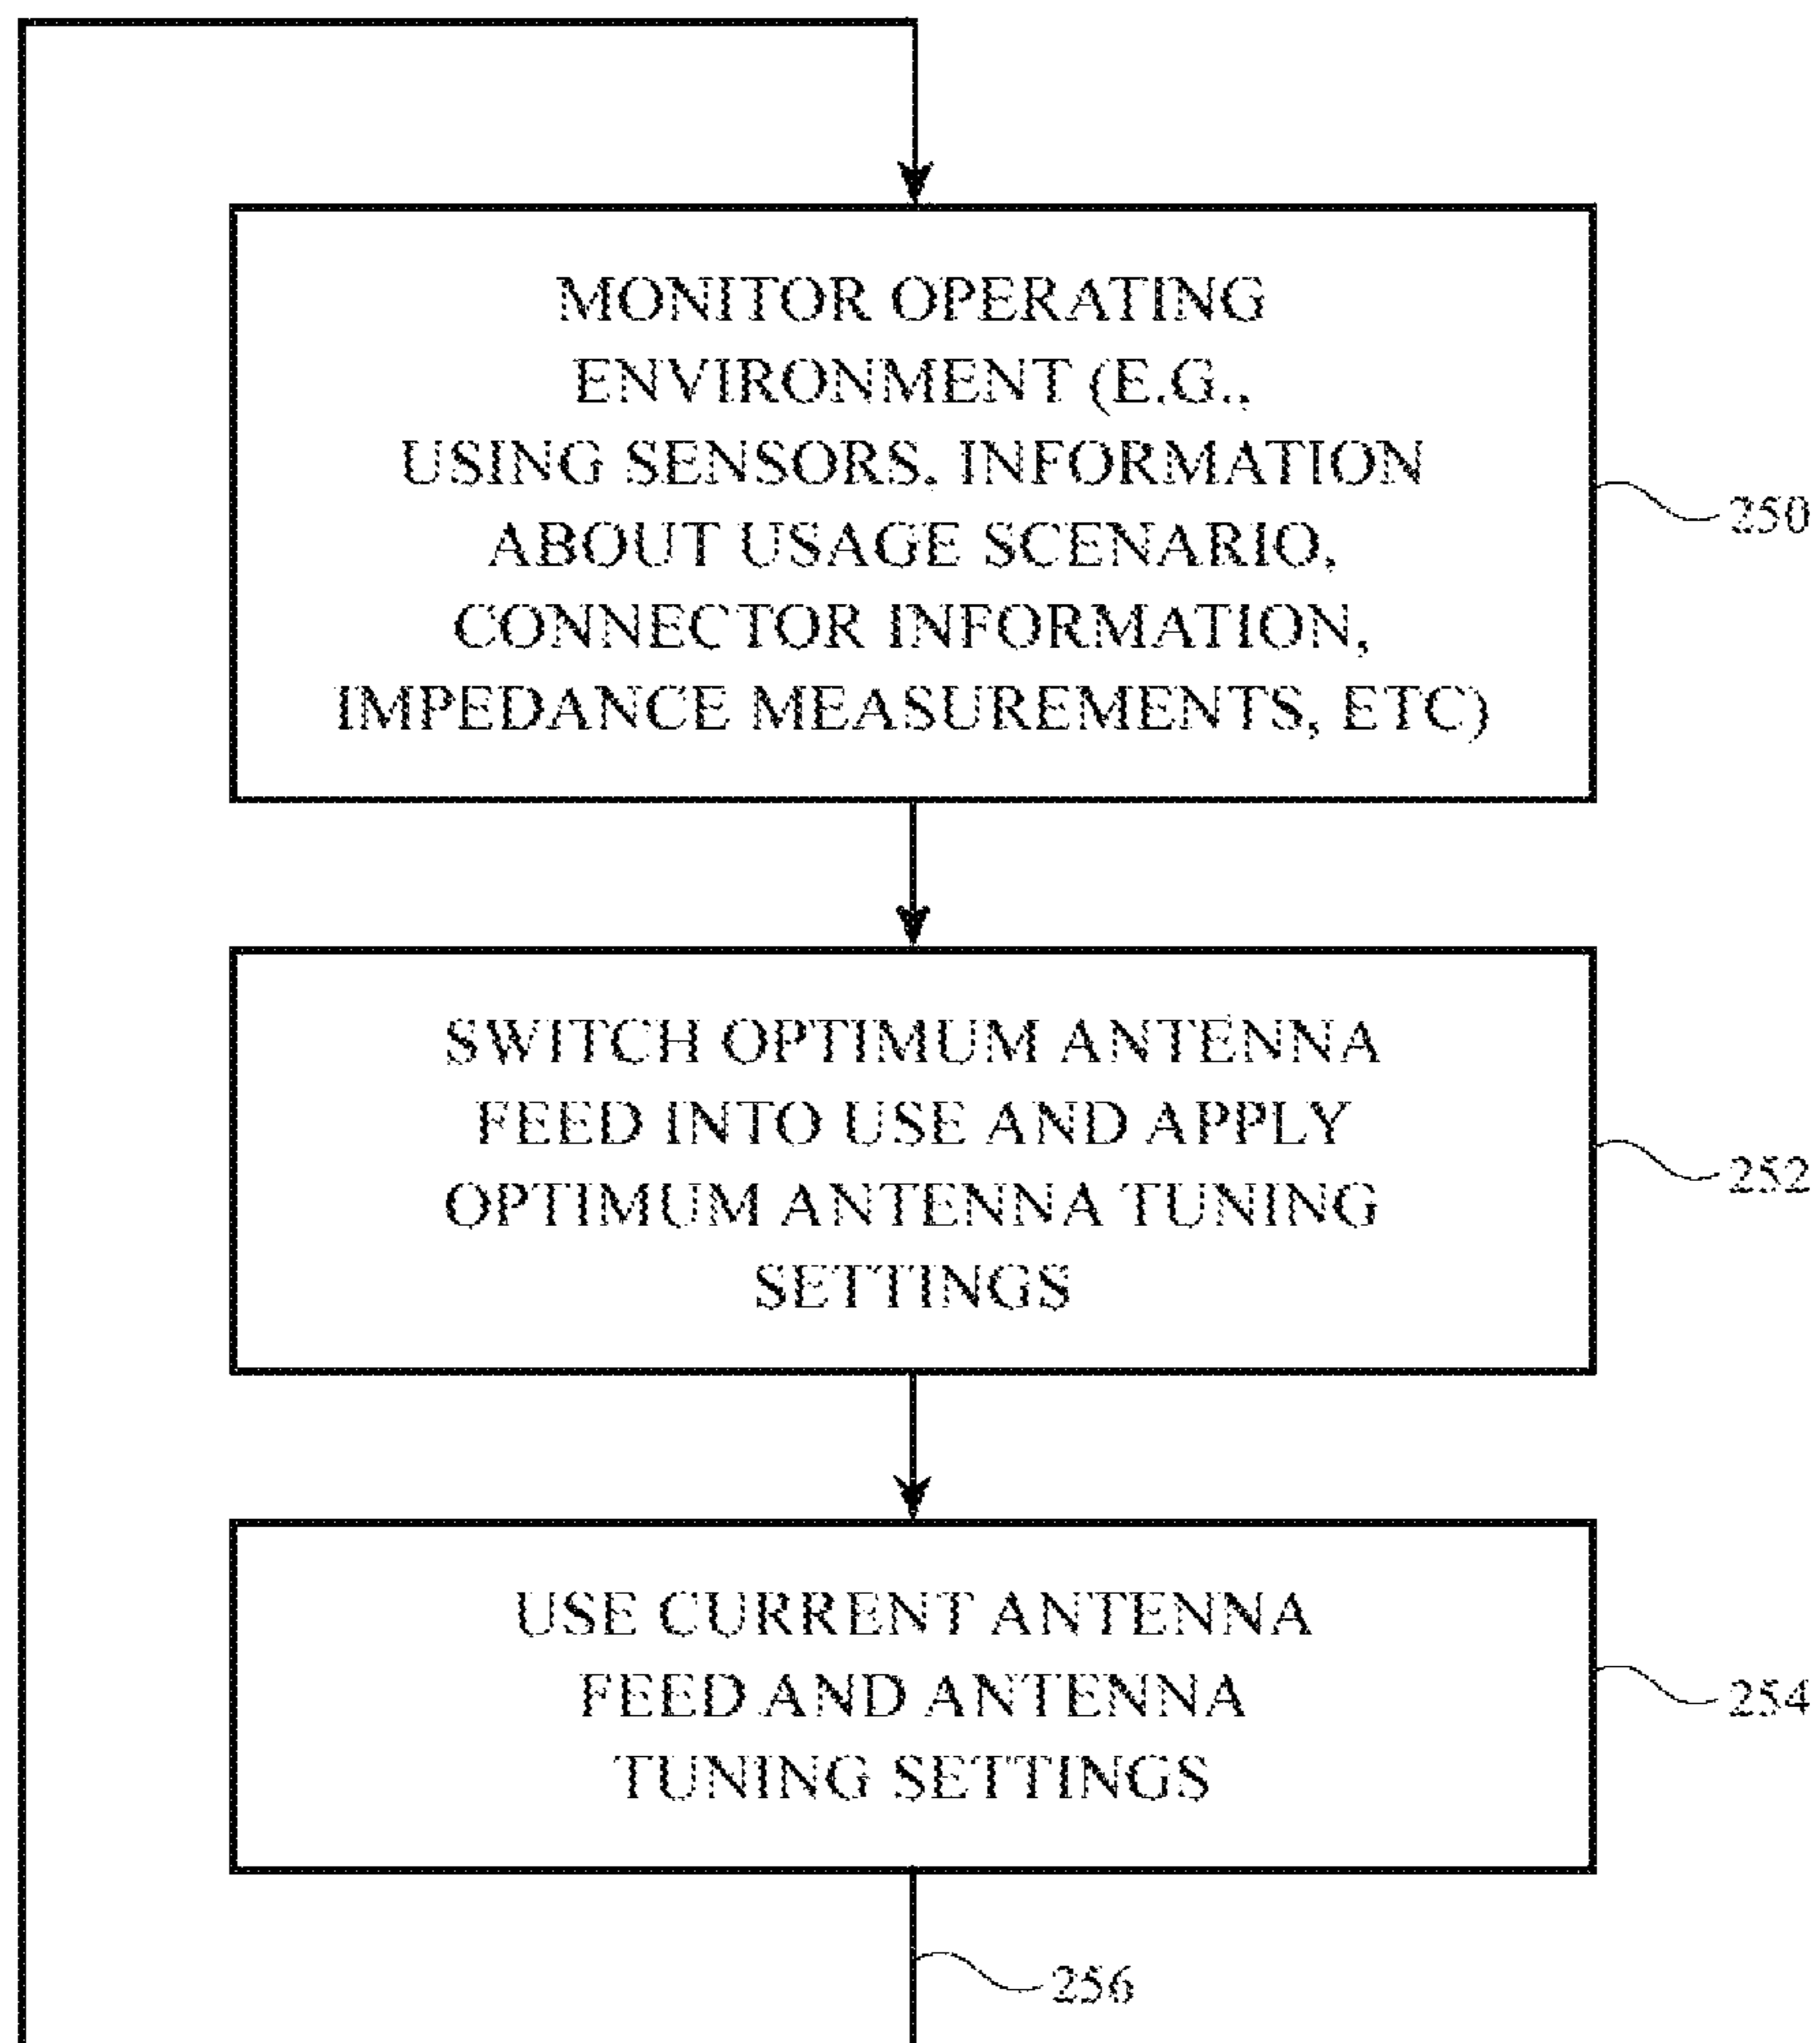 MONITOR OPERATING
ENVIRONMENT (E.G.,
USING SENSORS, INFORMATION
ABOUT USAGE SCENARIO,
CONNECTOR INFORMATION,
IMPEDANCE MEASUREMENTS, ETC)
250
SWITCH OPTIMUM ANTENNA
FEED INTO USE AND APPLY
OPTIMUM ANTENNA TUNING
SETTINGS
252
USE CURRENT ANTENNA
FEED AND ANTENNA
TUNING SETTINGS
254
256